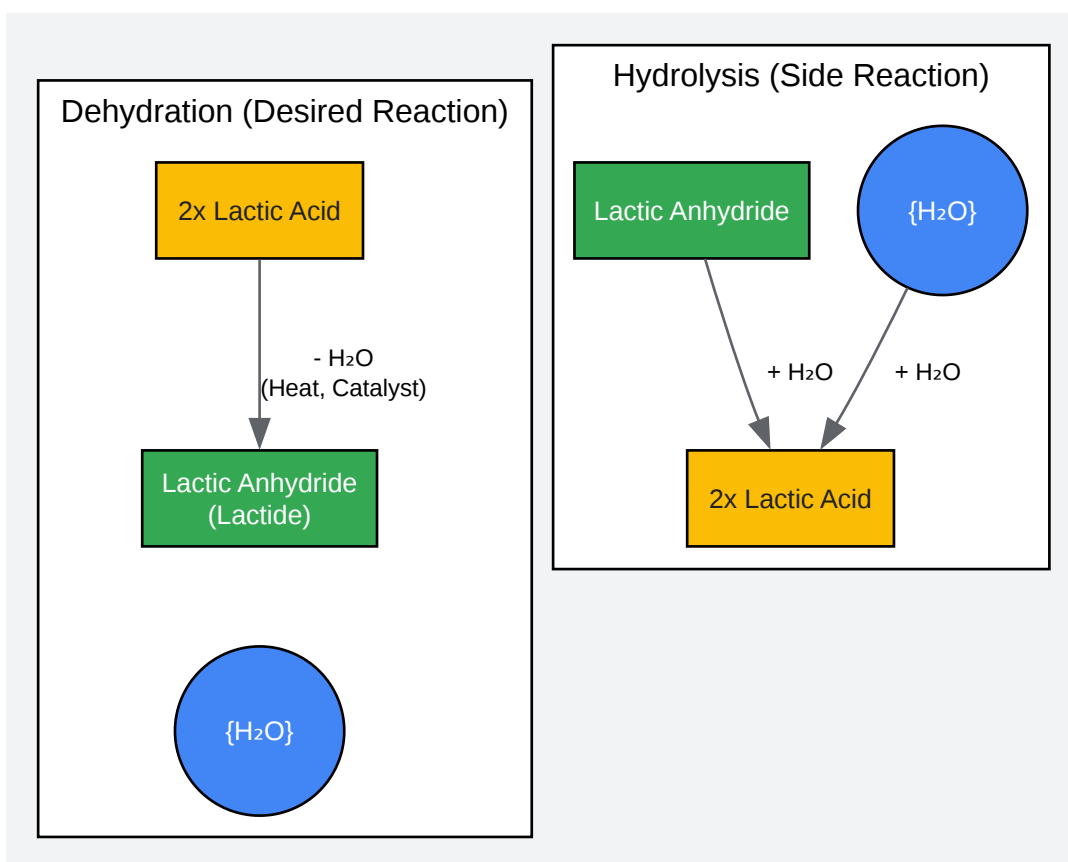 Dehydration (Desired Reaction)
2x Lactic Acid
- H₂O
(Heat, Catalyst)
Lactic Anhydride
(Lactide)
{H₂O}
Hydrolysis (Side Reaction)
Lactic Anhydride
{H₂O}
+ H₂O
+ H₂O
2x Lactic Acid